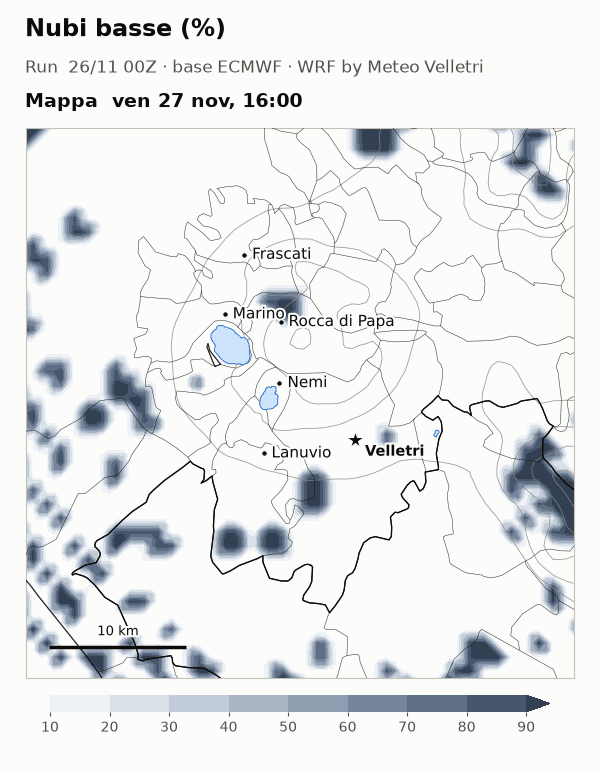 Nubi basse (%)
Run  26/11 00Z · base ECMWF · WRF by Meteo Velletri
Mappa  ven 27 nov, 16:00
Frascati
Marino
Rocca di Papa
Nemi
Velletri
Lanuvio
10 km
10 20 30 40 50 60 70 80 90